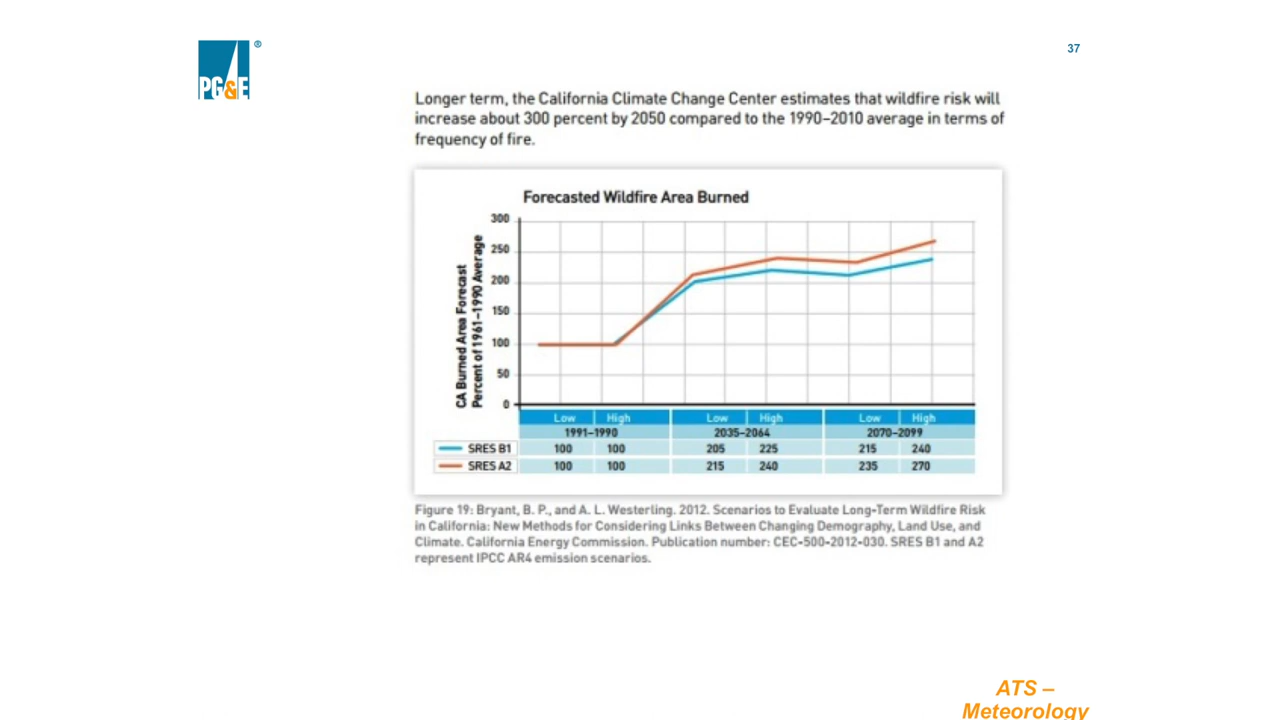 PG&E ®
37
Longer term, the California Climate Change Center estimates that wildfire risk will
increase about 300 percent by 2050 compared to the 1990–2010 average in terms of
frequency of fire.
Forecasted Wildfire Area Burned
CA Burned Area Forecast
Percent of 1961–1990 Average
300
250
200
150
100
50
0
Low High Low High Low High
1991–1990 2035–2064 2070–2099
SRES B1 100 100 205 225 215 240
SRES A2 100 100 215 240 235 270
Figure 19: Bryant, B. P., and A. L. Westerling. 2012. Scenarios to Evaluate Long-Term Wildfire Risk
in California: New Methods for Considering Links Between Changing Demography, Land Use, and
Climate. California Energy Commission. Publication number: CEC-500-2012-030. SRES B1 and A2
represent IPCC AR4 emission scenarios.
ATS –
Meteorology